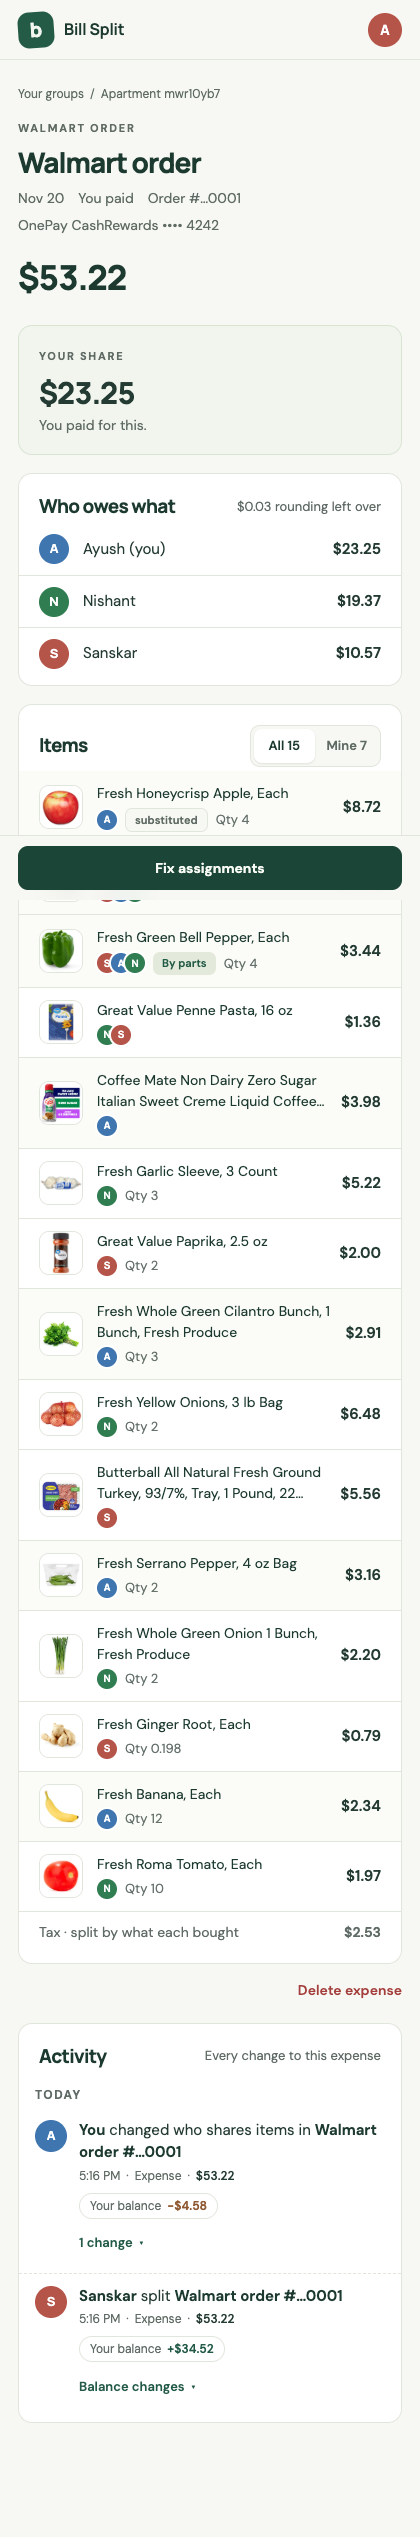 b Bill Split A
Your groups / Apartment mwr10yb7
WALMART ORDER
Walmart order
Nov 20 You paid Order #…0001
OnePay CashRewards •••• 4242
$53.22
YOUR SHARE
$23.25
You paid for this.
Who owes what $0.03 rounding left over
A Ayush (you) $23.25
N Nishant $19.37
S Sanskar $10.57
Items All 15 Mine 7
Fresh Honeycrisp Apple, Each
$8.72
A substituted Qty 4
Fix assignments
Fresh Green Bell Pepper, Each
$3.44
S A N By parts Qty 4
Great Value Penne Pasta, 16 oz
$1.36
N S
Coffee Mate Non Dairy Zero Sugar
Italian Sweet Creme Liquid Coffee… $3.98
A
Fresh Garlic Sleeve, 3 Count
$5.22
N Qty 3
Great Value Paprika, 2.5 oz
$2.00
S Qty 2
Fresh Whole Green Cilantro Bunch, 1
Bunch, Fresh Produce $2.91
A Qty 3
Fresh Yellow Onions, 3 lb Bag
$6.48
N Qty 2
Butterball All Natural Fresh Ground
Turkey, 93/7%, Tray, 1 Pound, 22… $5.56
S
Fresh Serrano Pepper, 4 oz Bag
$3.16
A Qty 2
Fresh Whole Green Onion 1 Bunch,
Fresh Produce $2.20
N Qty 2
Fresh Ginger Root, Each
$0.79
S Qty 0.198
Fresh Banana, Each
$2.34
A Qty 12
Fresh Roma Tomato, Each
$1.97
N Qty 10
Tax · split by what each bought $2.53
Delete expense
Activity Every change to this expense
TODAY
A You changed who shares items in Walmart
order #…0001
5:16 PM · Expense · $53.22
Your balance -$4.58
1 change
S Sanskar split Walmart order #…0001
5:16 PM · Expense · $53.22
Your balance +$34.52
Balance changes